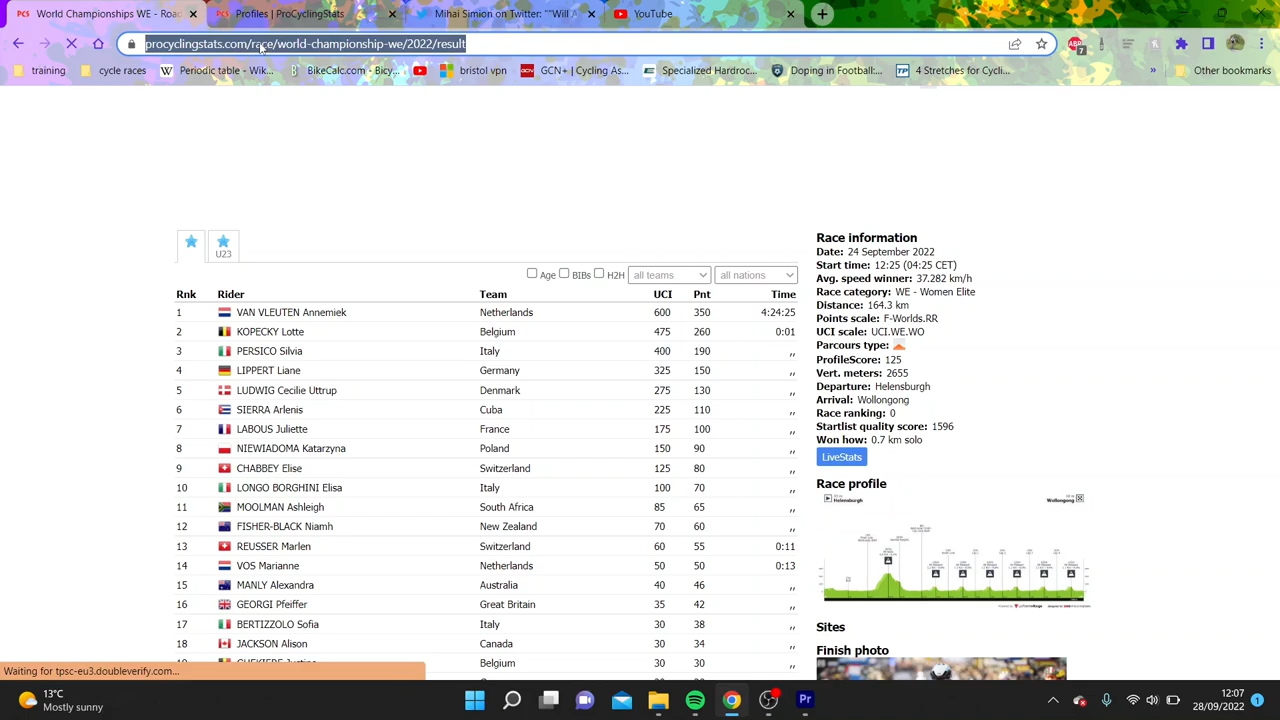 Championships WE - Road
Profiles | ProCyclingStats
Mihai Simion on Twitter: ""Will A
YouTube
procyclingstats.com/race/world-championship-we/2022/result
ABP
7
training
cycle races
Periodic table - Wik...
BikeCalc.com - Bicy...
bristol vpn
GCN+ | Cycling As...
Specialized Hardroc...
Doping in Football:...
4 Stretches for Cycli...
»
Other bookmarks
U23
Age
BIBs
H2H
all teams
all nations
Rnk Rider Team UCI Pnt Time
1 VAN VLEUTEN Annemiek Netherlands 600 350 4:24:25
2 KOPECKY Lotte Belgium 475 260 0:01
3 PERSICO Silvia Italy 400 190 ,,
4 LIPPERT Liane Germany 325 150 ,,
5 LUDWIG Cecilie Uttrup Denmark 275 130 ,,
6 SIERRA Arlenis Cuba 225 110 ,,
7 LABOUS Juliette France 175 100 ,,
8 NIEWIADOMA Katarzyna Poland 150 90 ,,
9 CHABBEY Elise Switzerland 125 80 ,,
10 LONGO BORGHINI Elisa Italy 100 70 ,,
11 MOOLMAN Ashleigh South Africa 85 65 ,,
12 FISHER-BLACK Niamh New Zealand 70 60 ,,
13 REUSSER Marlen Switzerland 60 55 0:11
14 VOS Marianne Netherlands 50 50 0:13
15 MANLY Alexandra Australia 40 46 ,,
16 GEORGI Pfeiffer Great Britain 35 42 ,,
17 BERTIZZOLO Sofia Italy 30 38 ,,
18 JACKSON Alison Canada 30 34 ,,
Belgium 30 30 ,,
Race information
Date: 24 September 2022
Start time: 12:25 (04:25 CET)
Avg. speed winner: 37.282 km/h
Race category: WE - Women Elite
Distance: 164.3 km
Points scale: F-Worlds.RR
UCI scale: UCI.WE.WO
Parcours type:
ProfileScore: 125
Vert. meters: 2655
Departure: Helensburgh
Arrival: Wollongong
Race ranking: 0
Startlist quality score: 1596
Won how: 0.7 km solo
LiveStats
Race profile
Helensburgh
Wollongong
Sites
Finish photo
Waiting for tpsc-eu3.doubleverify.com...
13°C
Mostly sunny
Pr
12:07
28/09/2022
1